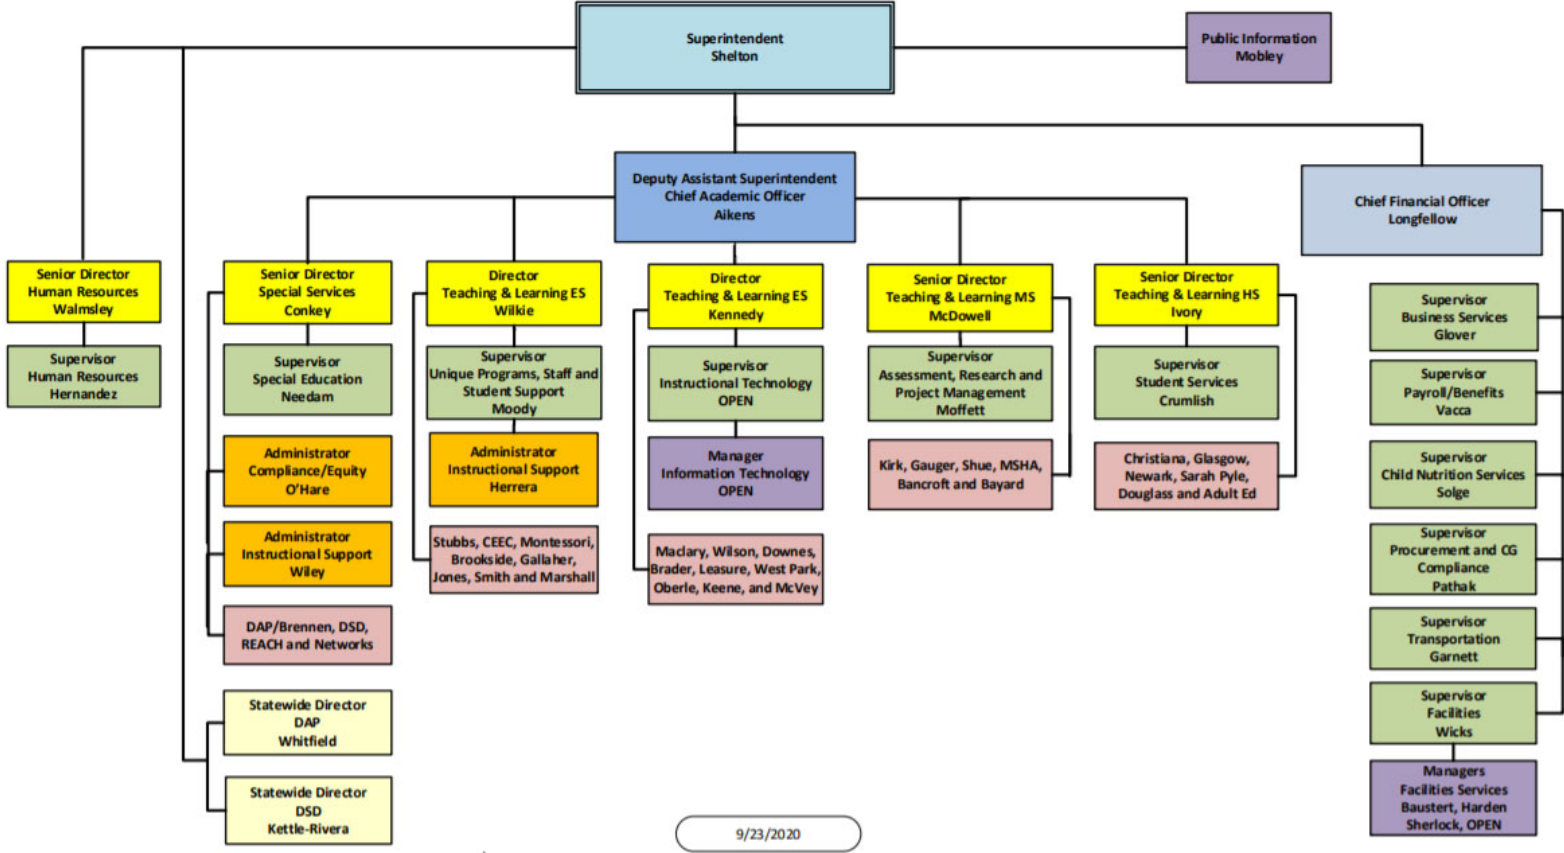 Superintendent
Shelton
Public Information
Mobley
Deputy Assistant Superintendent
Chief Academic Officer
Aikens
Chief Financial Officer
Longfellow
Senior Director
Human Resources
Walmsley
Supervisor
Human Resources
Hernandez
Senior Director
Special Services
Conkey
Supervisor
Special Education
Needam
Administrator
Compliance/Equity
O'Hare
Administrator
Instructional Support
Wiley
DAP/Brennen, DSD,
REACH and Networks
Statewide Director
DAP
Whitfield
Statewide Director
DSD
Kettle-Rivera
Director
Teaching & Learning ES
Wilkie
Supervisor
Unique Programs, Staff and
Student Support
Moody
Administrator
Instructional Support
Herrera
Stubbs, CEEC, Montessori,
Brookside, Gallaher,
Jones, Smith and Marshall
Director
Teaching & Learning ES
Kennedy
Supervisor
Instructional Technology
OPEN
Manager
Information Technology
OPEN
Maclary, Wilson, Downes,
Brader, Leasure, West Park,
Oberle, Keene, and McVey
Senior Director
Teaching & Learning MS
McDowell
Supervisor
Assessment, Research and
Project Management
Moffett
Kirk, Gauger, Shue, MSHA,
Bancroft and Bayard
Senior Director
Teaching & Learning HS
Ivory
Supervisor
Student Services
Crumlish
Christiana, Glasgow,
Newark, Sarah Pyle,
Douglass and Adult Ed
Supervisor
Business Services
Glover
Supervisor
Payroll/Benefits
Vacca
Supervisor
Child Nutrition Services
Solge
Supervisor
Procurement and CG
Compliance
Pathak
Supervisor
Transportation
Garnett
Supervisor
Facilities
Wicks
Managers
Facilities Services
Baustert, Harden
Sherlock, OPEN
9/23/2020